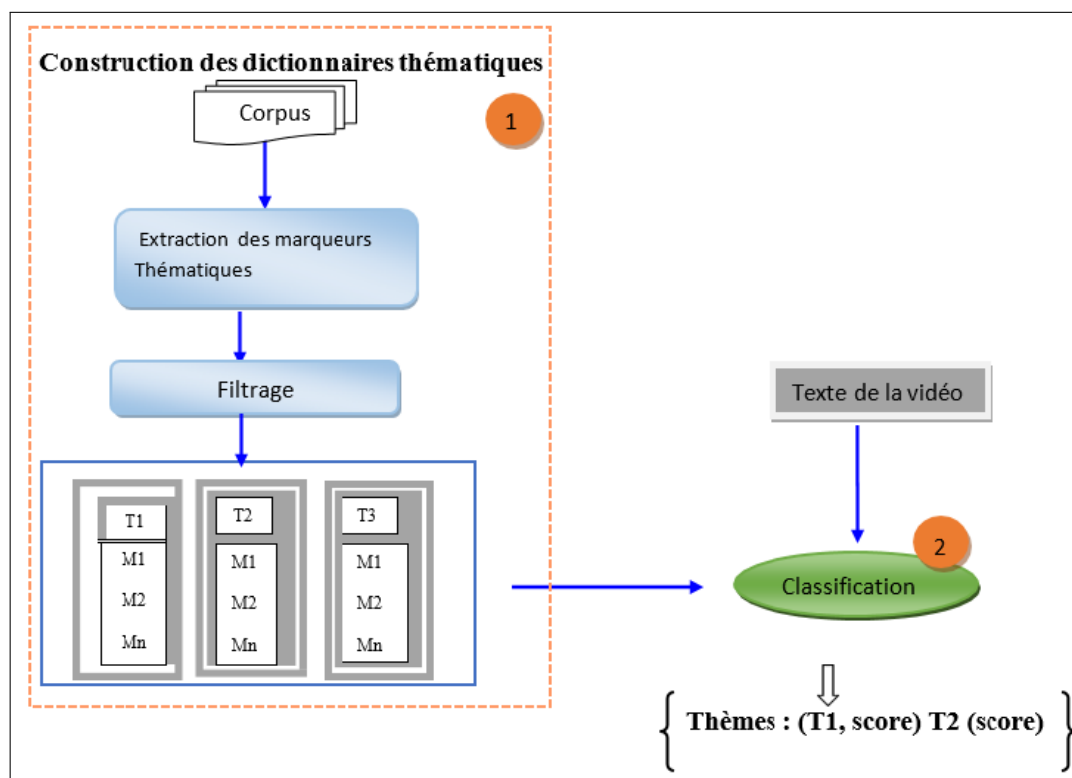 Construction des dictionnaires thématiques
Corpus
1
Extraction des marqueurs
Thématiques
Filtrage
T1
M1
M2
Mn
T2
M1
M2
Mn
T3
M1
M2
Mn
Texte de la vidéo
2
Classification
{ Thèmes : (T1, score) T2 (score) }